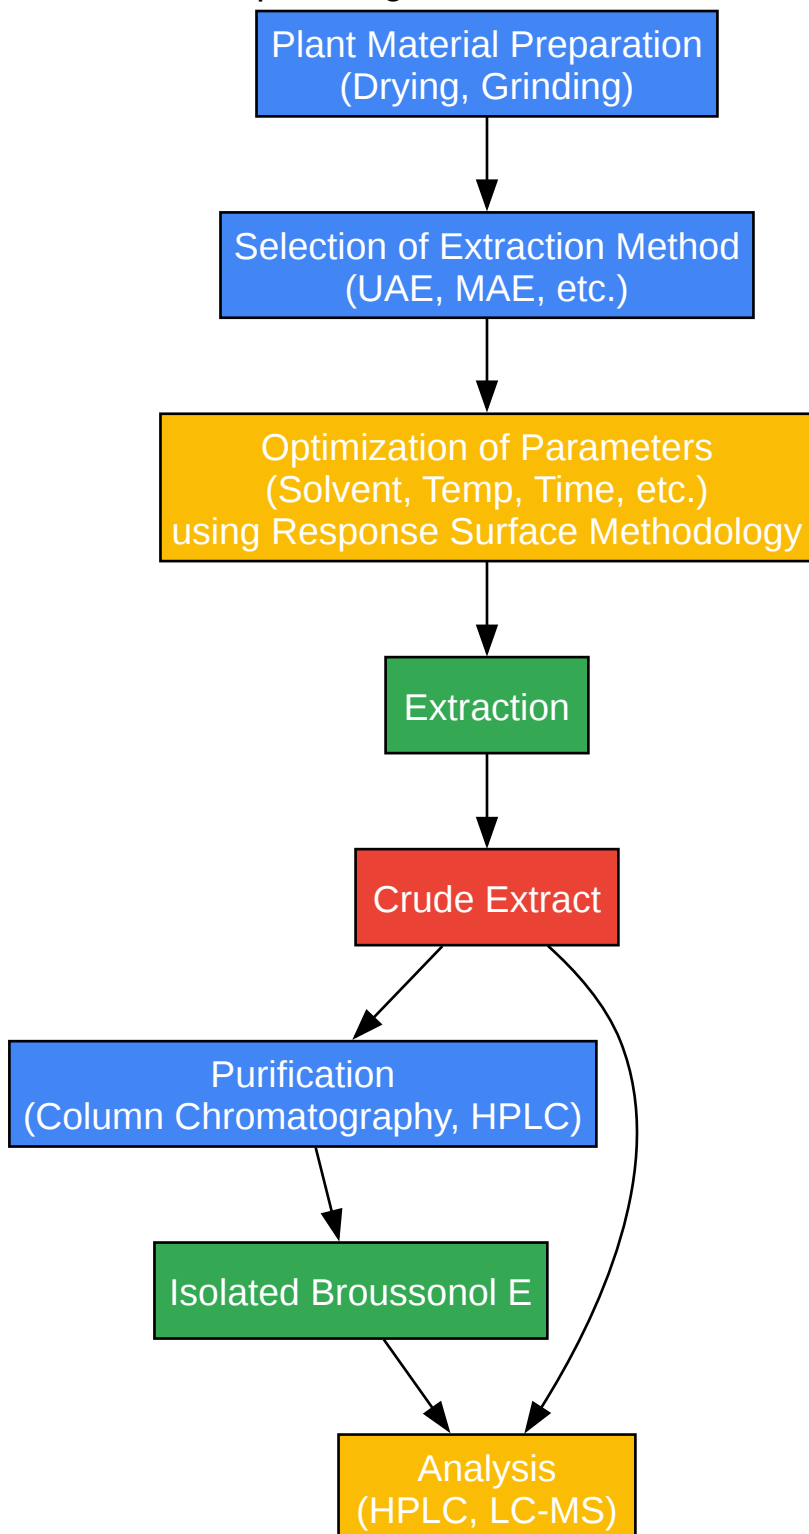 Plant Material Preparation
(Drying, Grinding)
Selection of Extraction Method
(UAE, MAE, etc.)
Optimization of Parameters
(Solvent, Temp, Time, etc.)
using Response Surface Methodology
Extraction
Crude Extract
Purification
(Column Chromatography, HPLC)
Isolated Broussonol E
Analysis
(HPLC, LC-MS)